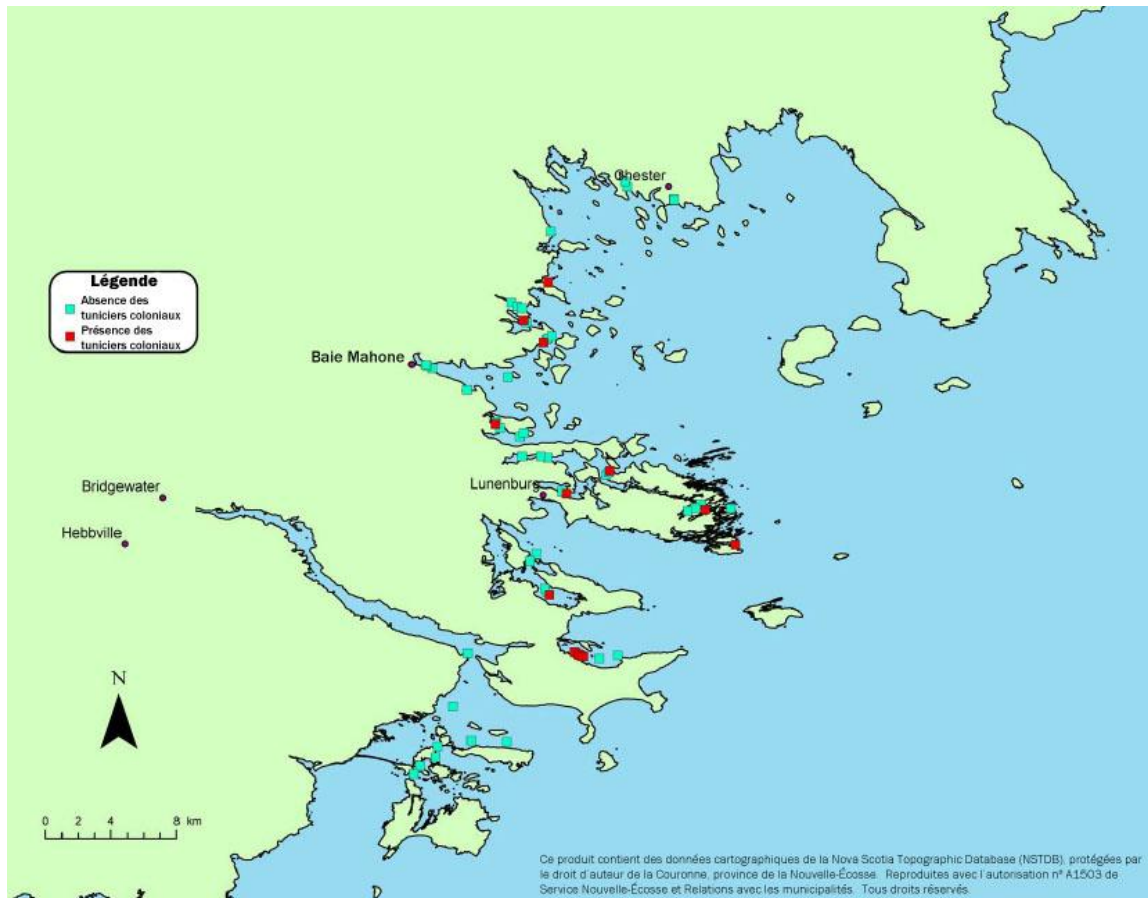 Chester
Légende
Absence des
tuniciers coloniaux
Présence des
tuniciers coloniaux
Baie Mahone
Bridgewater
Lunenburg
Hebbville
N
0 2 4 8 km
Ce produit contient des données cartographiques de la Nova Scotia Topographic Database (NSTDB), protégées par
le droit d'auteur de la Couronne, province de la Nouvelle-Écosse. Reproduites avec l'autorisation n° A1503 de
Service Nouvelle-Écosse et Relations avec les municipalités. Tous droits réservés.